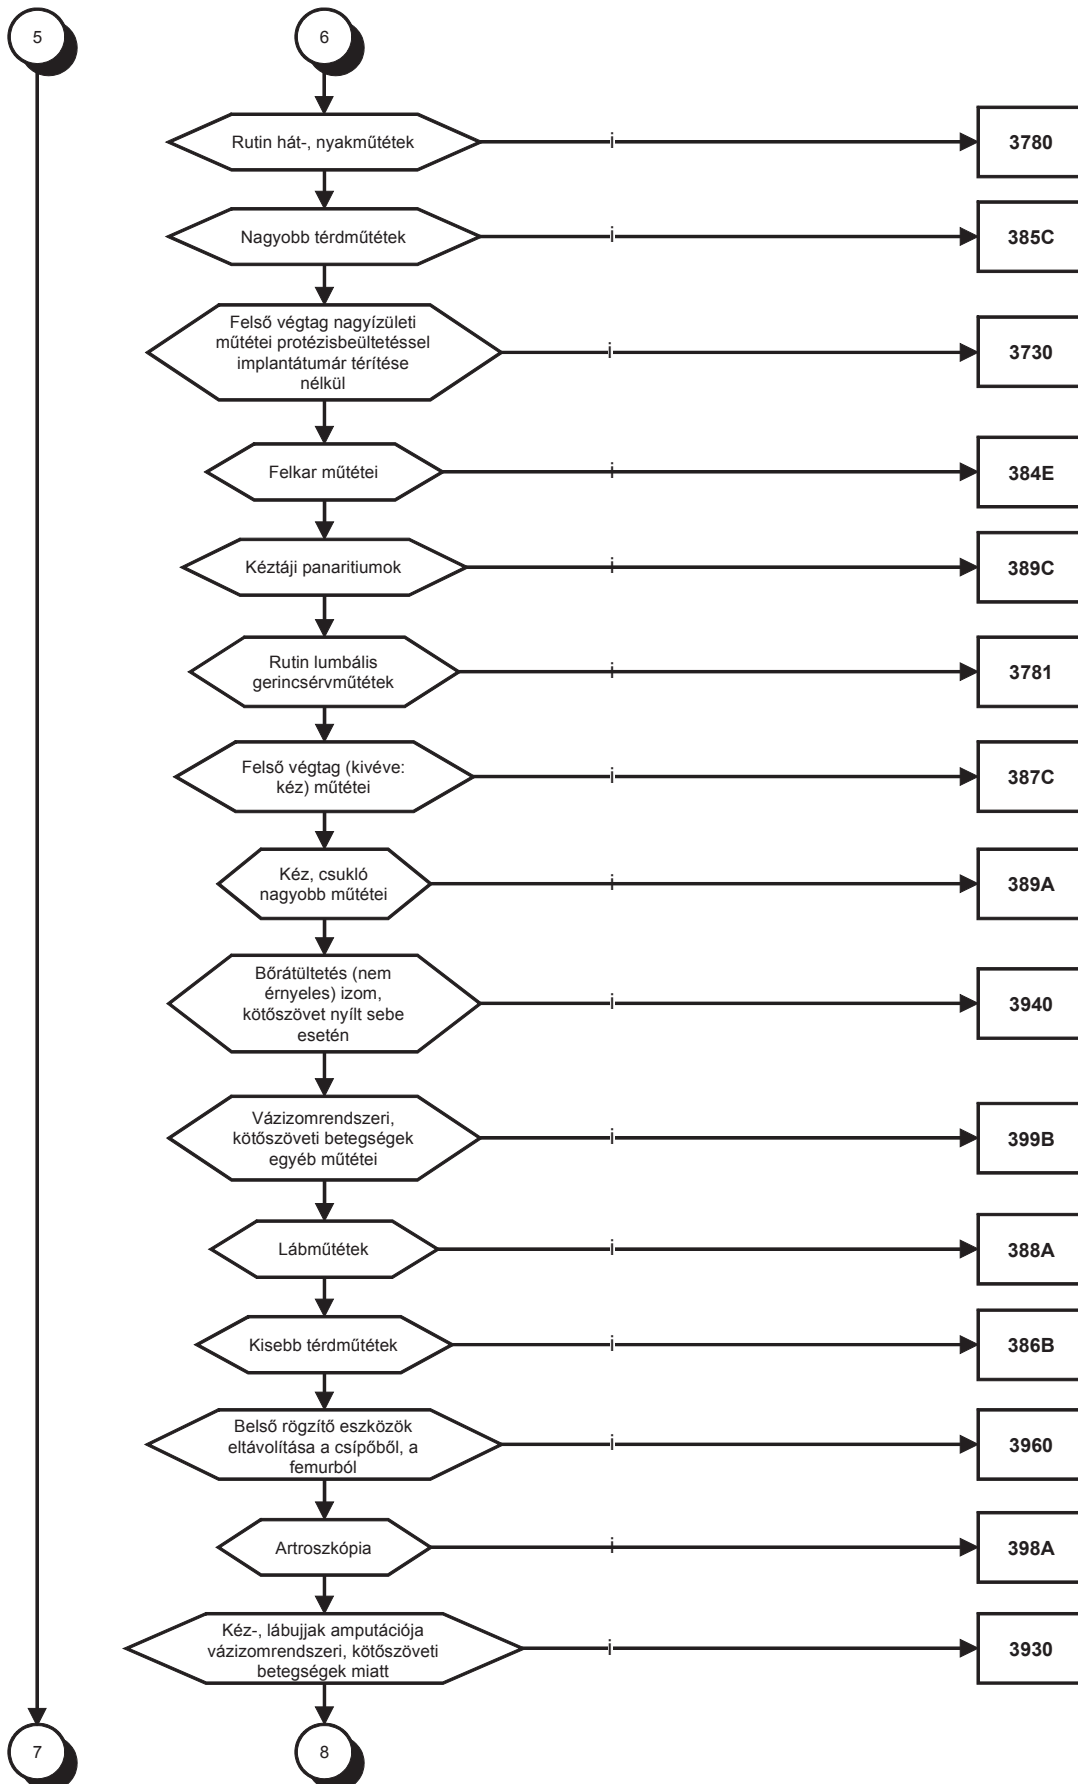 5
6
Rutin hát-, nyakműtétek
i
3780
Nagyobb térdműtétek
i
385C
Felső végtag nagyízületi
műtétei protézisbeültetéssel
implantátumár térítése
nélkül
i
3730
Felkar műtétei
i
384E
Kéztáji panaritiumok
i
389C
Rutin lumbális
gerincsérvműtétek
i
3781
Felső végtag (kivéve:
kéz) műtétei
i
387C
Kéz, csukló
nagyobb műtétei
i
389A
Bőrátültetés (nem
érnyeles) izom,
kötőszövet nyílt sebe
esetén
i
3940
Vázizomrendszeri,
kötőszöveti betegségek
egyéb műtétei
i
399B
Lábműtétek
i
388A
Kisebb térdműtétek
i
386B
Belső rögzítő eszközök
eltávolítása a csípőből, a
femurból
i
3960
Artroszkópia
i
398A
Kéz-, lábujjak amputációja
vázizomrendszeri, kötőszöveti
betegségek miatt
i
3930
7
8